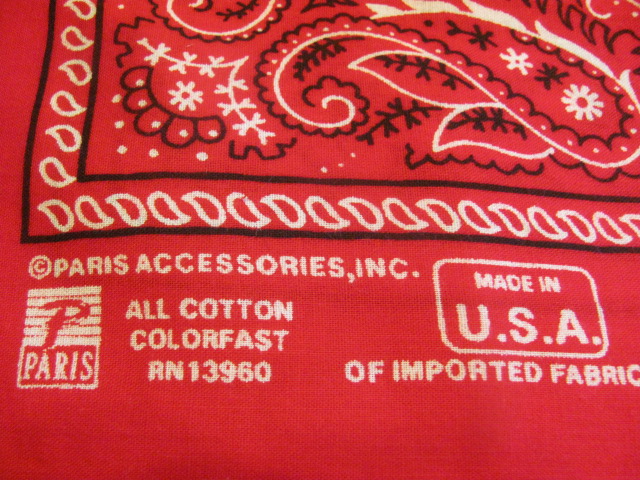 ©PARIS ACCESSORIES, INC.
PARIS
ALL COTTON
COLORFAST
RN13960
MADE IN
U.S.A.
OF IMPORTED FABRIC